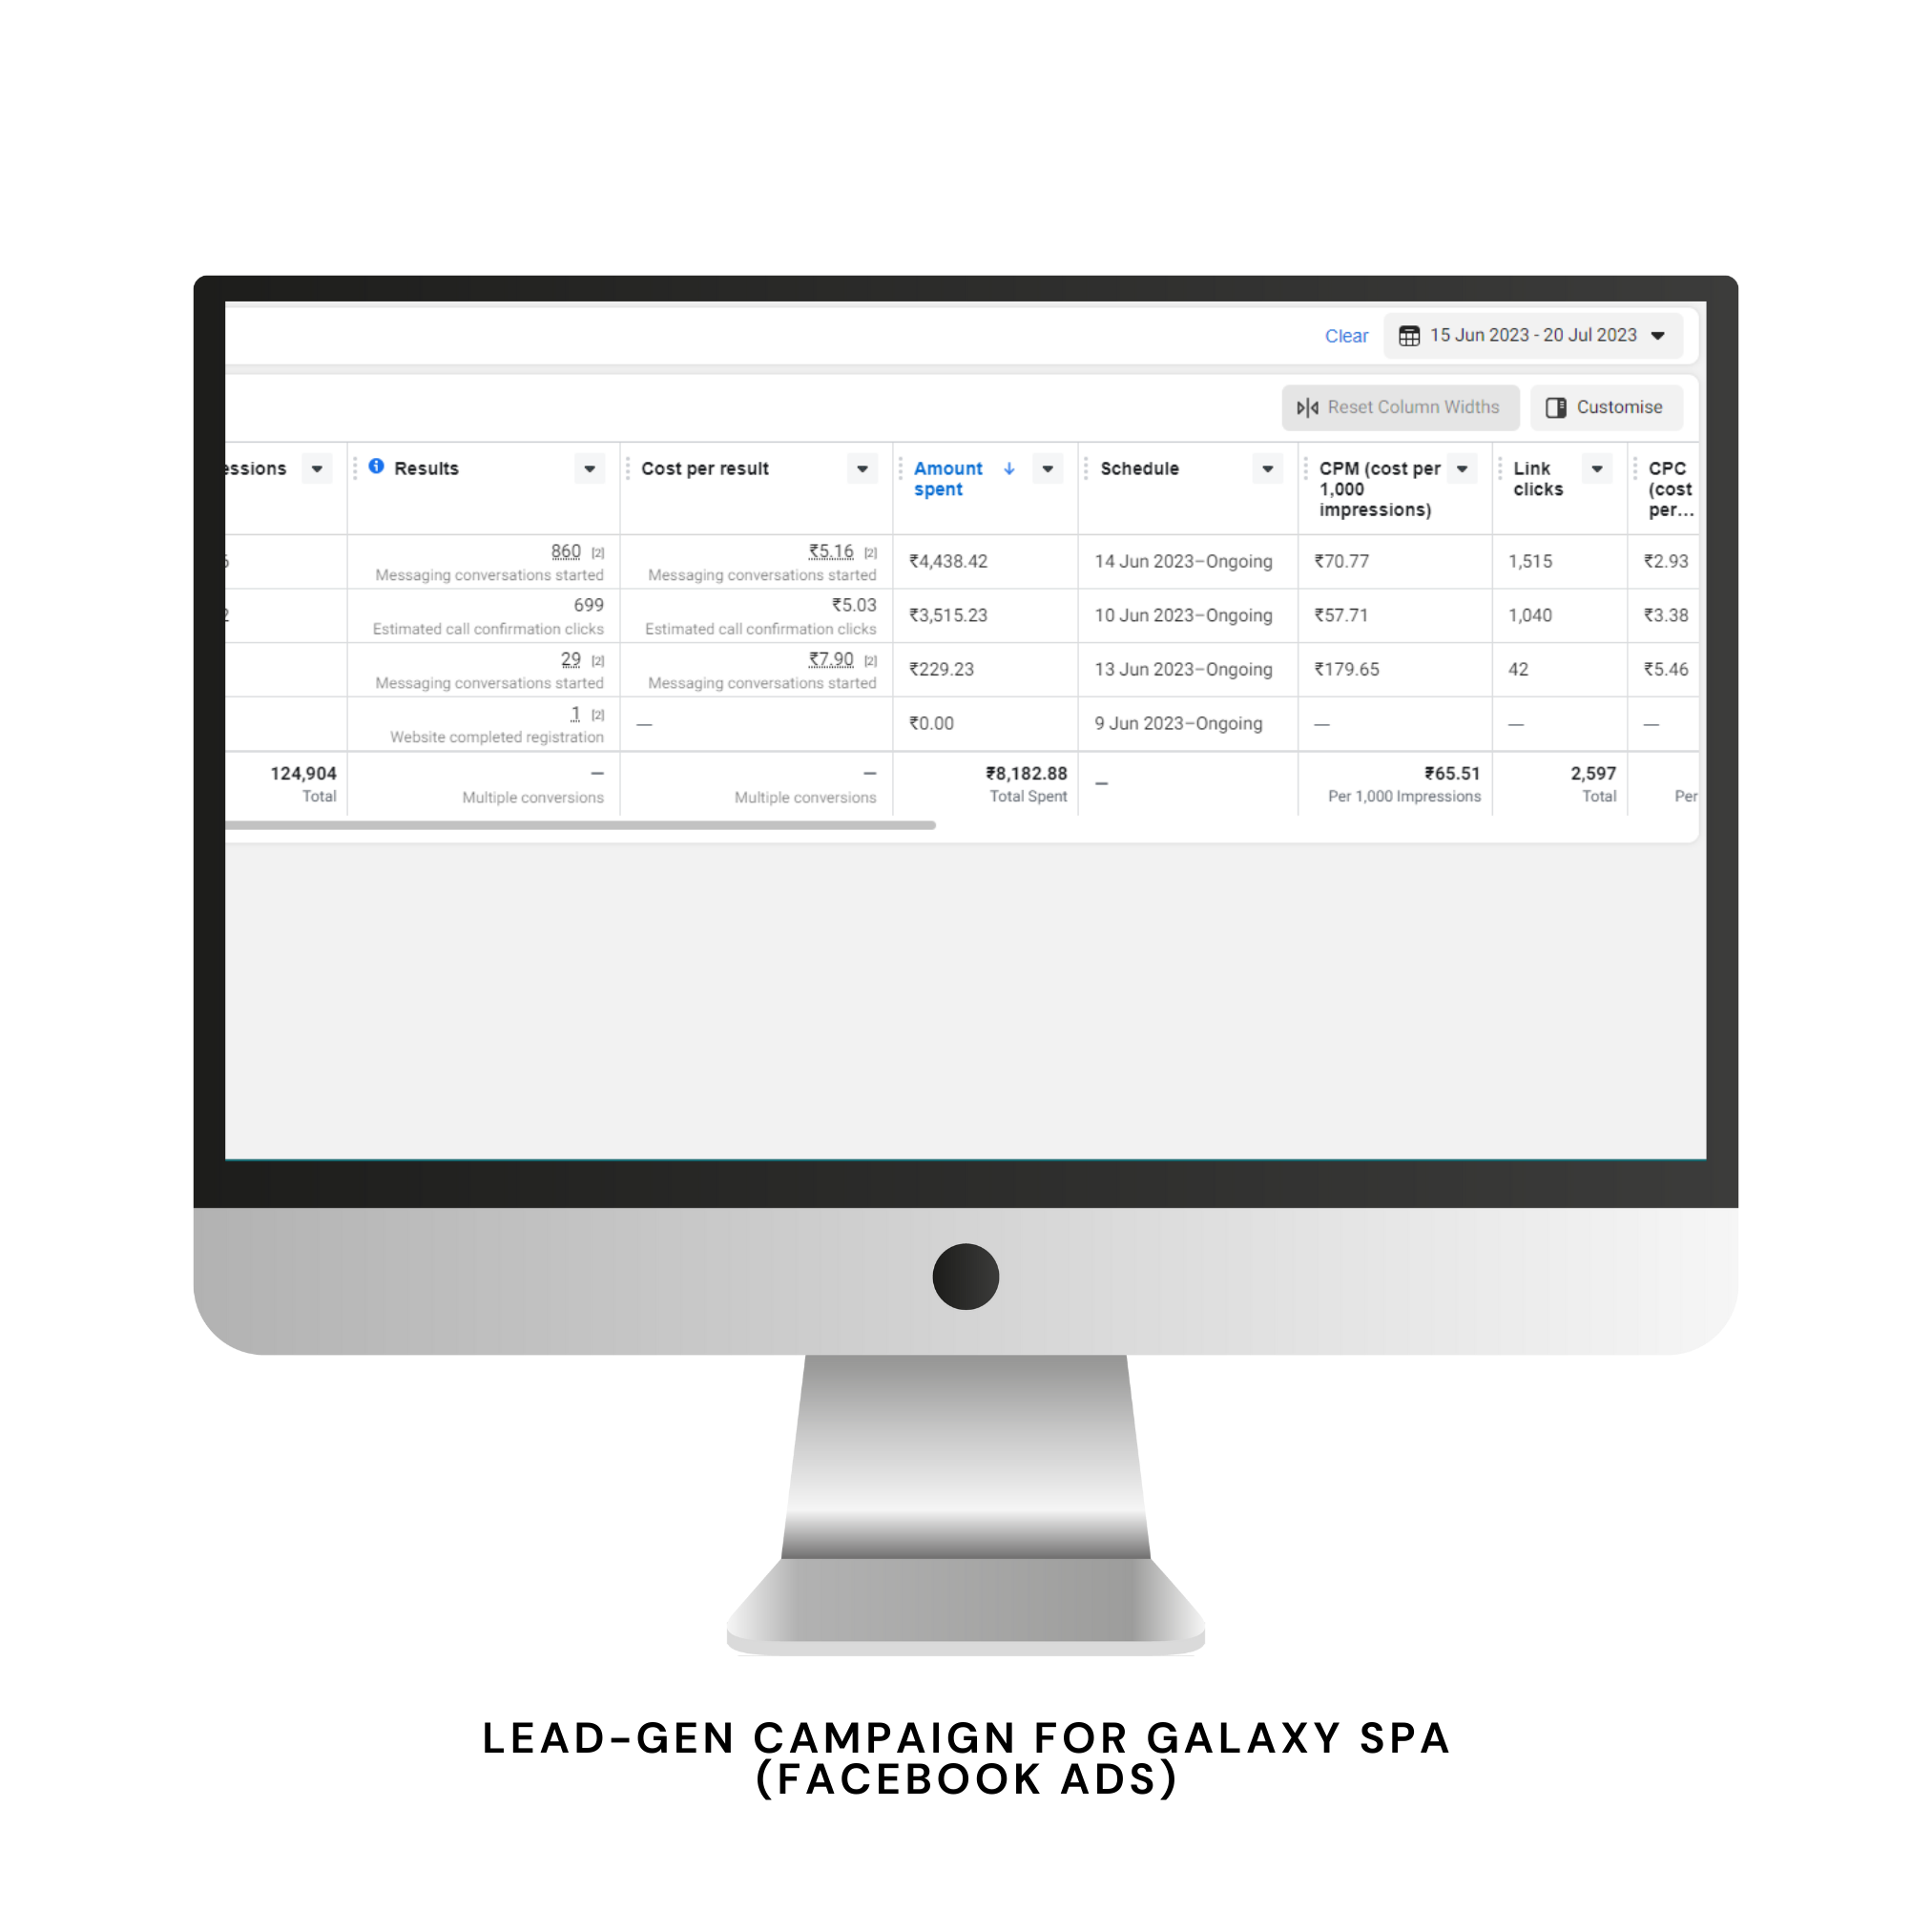 Clear 15 Jun 2023 - 20 Jul 2023
Reset Column Widths Customise
essions Results Cost per result Amount spent Schedule CPM (cost per 1,000 impressions) Link clicks CPC (cost per...
860 [2] ₹5.16 [2] ₹4,438.42 14 Jun 2023–Ongoing ₹70.77 1,515 ₹2.93
Messaging conversations started Messaging conversations started
699 ₹5.03 ₹3,515.23 10 Jun 2023–Ongoing ₹57.71 1,040 ₹3.38
Estimated call confirmation clicks Estimated call confirmation clicks
29 [2] ₹7.90 [2] ₹229.23 13 Jun 2023–Ongoing ₹179.65 42 ₹5.46
Messaging conversations started Messaging conversations started
1 [2] — ₹0.00 9 Jun 2023–Ongoing — — —
Website completed registration
124,904 — — ₹8,182.88 — ₹65.51 2,597
Total Multiple conversions Multiple conversions Total Spent Per 1,000 Impressions Total Per
LEAD-GEN CAMPAIGN FOR GALAXY SPA
(FACEBOOK ADS)